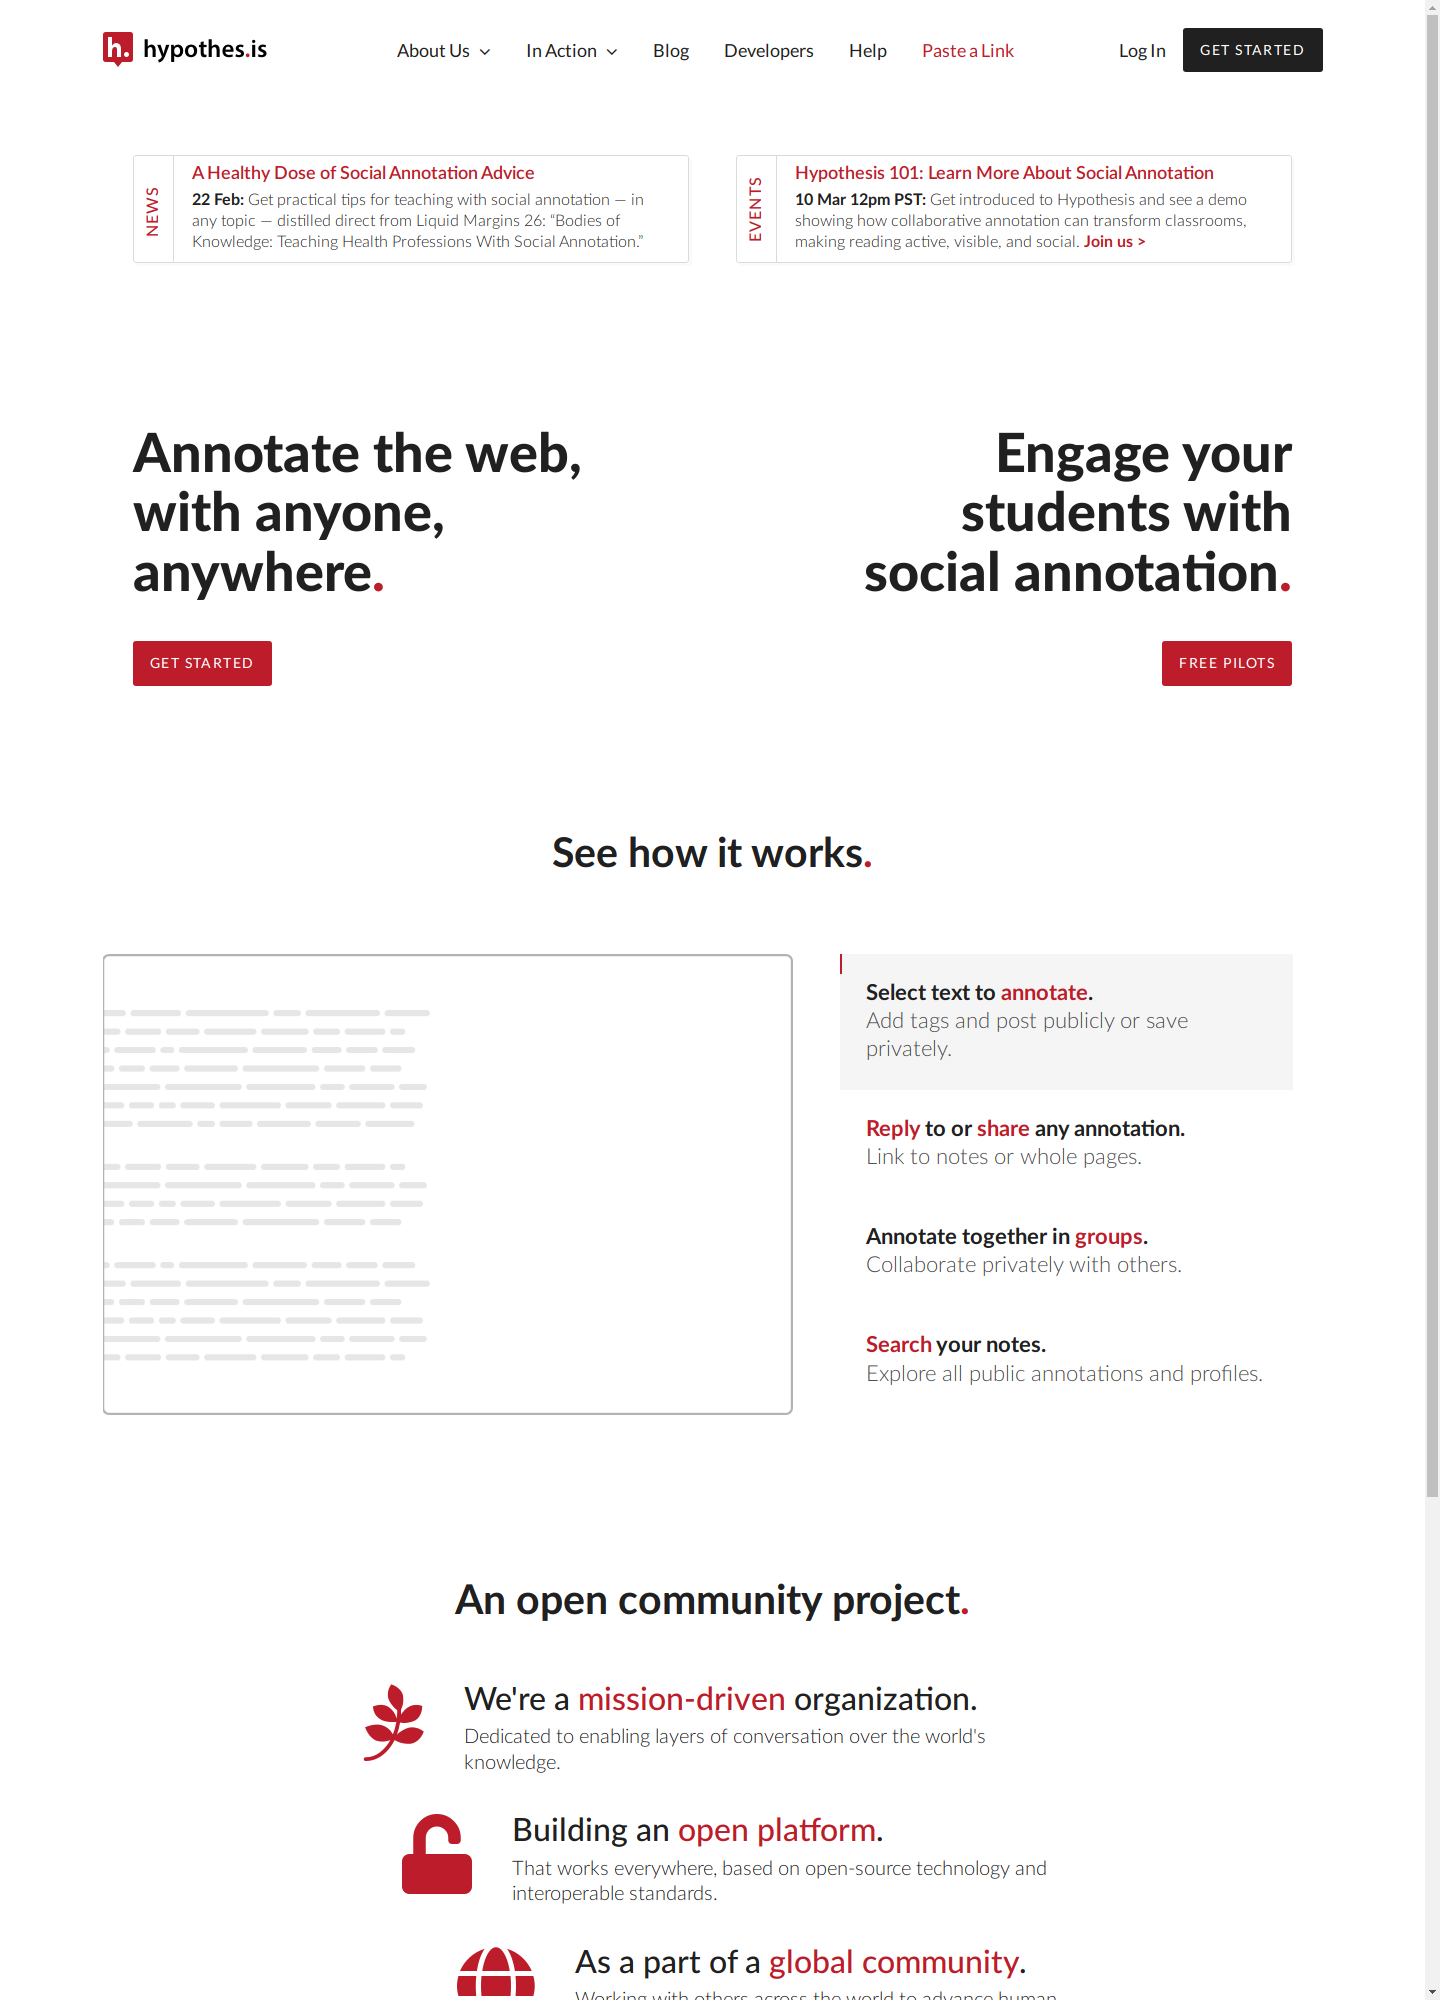 h. hypothes.is
About Us
In Action
Blog
Developers
Help
Paste a Link
Log In
GET STARTED
NEWS
A Healthy Dose of Social Annotation Advice
22 Feb: Get practical tips for teaching with social annotation — in
any topic — distilled direct from Liquid Margins 26: “Bodies of
Knowledge: Teaching Health Professions With Social Annotation.”
EVENTS
Hypothesis 101: Learn More About Social Annotation
10 Mar 12pm PST: Get introduced to Hypothesis and see a demo
showing how collaborative annotation can transform classrooms,
making reading active, visible, and social. Join us >
Annotate the web,
with anyone,
anywhere.
GET STARTED
Engage your
students with
social annotation.
FREE PILOTS
See how it works.
Select text to annotate.
Add tags and post publicly or save
privately.
Reply to or share any annotation.
Link to notes or whole pages.
Annotate together in groups.
Collaborate privately with others.
Search your notes.
Explore all public annotations and profiles.
An open community project.
We're a mission-driven organization.
Dedicated to enabling layers of conversation over the world's
knowledge.
Building an open platform.
That works everywhere, based on open-source technology and
interoperable standards.
As a part of a global community.
Working with others across the world to advance human